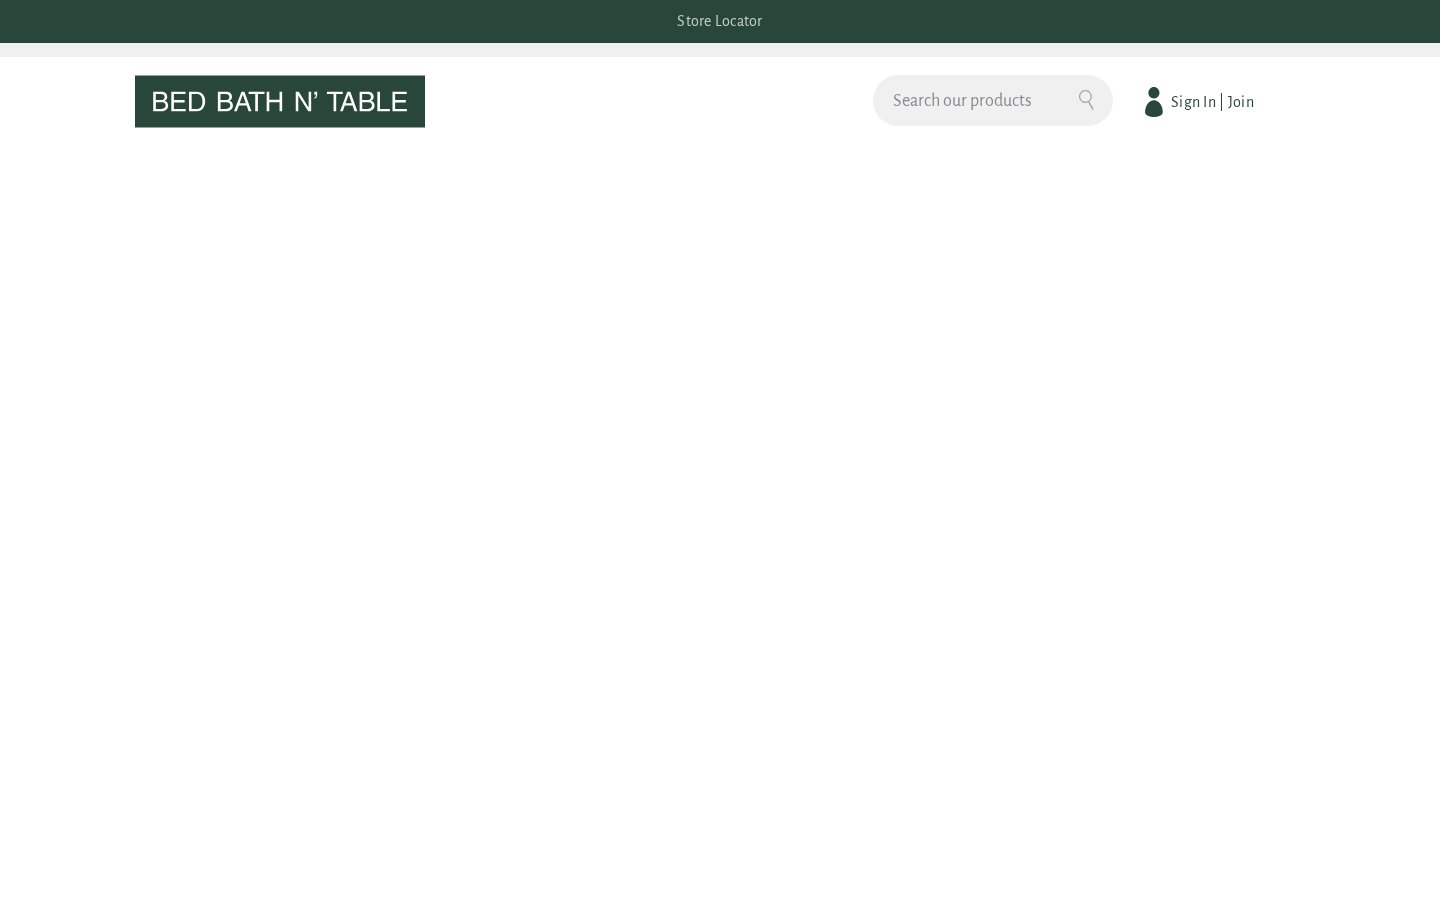 Store Locator
BED BATH N’ TABLE
Search our products
Sign In | Join